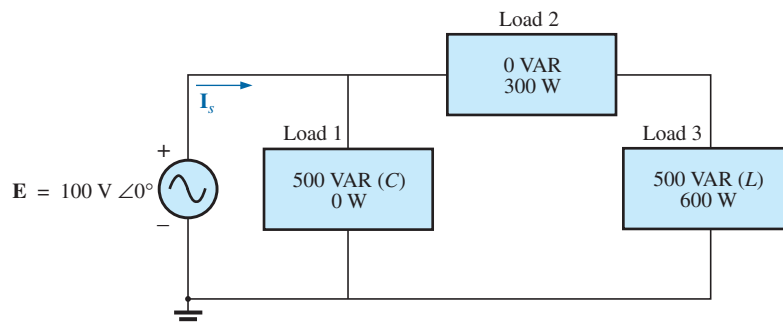 Load 2
0 VAR
300 W
I_s
Load 1
Load 3
+
500 VAR (C)
0 W
500 VAR (L)
600 W
E = 100 V ∠0°
−